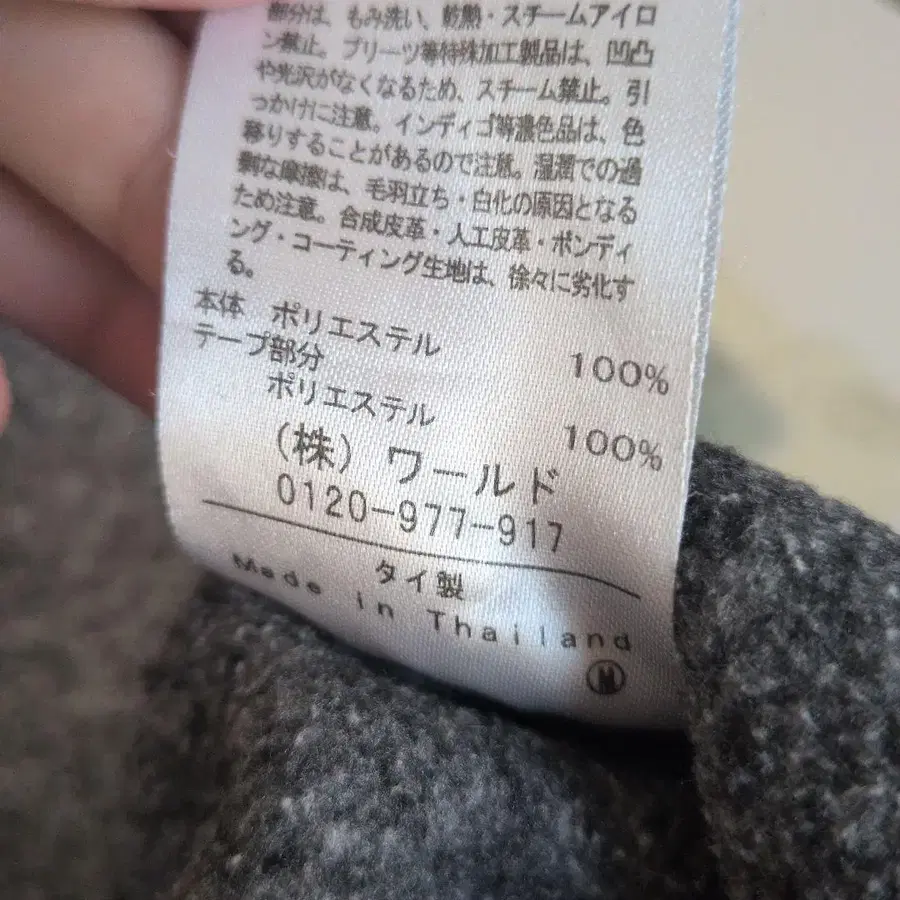 部分は、もみ洗い、乾熱・スチームアイロ
ン禁止。プリーツ等特殊加工製品は、凹凸
や光沢がなくなるため、スチーム禁止。引
っかけに注意。インディゴ等濃色品は、色
移りすることがあるので注意。湿潤での過
剰な摩擦は、毛羽立ち・白化の原因となる
ため注意。合成皮革・人工皮革・ボンディ
ング・コーティング生地は、徐々に劣化す
る。
本体 ポリエステル 100%
テープ部分
ポリエステル 100%
(株) ワールド
0120-977-917
タイ製
Made in Thailand
M